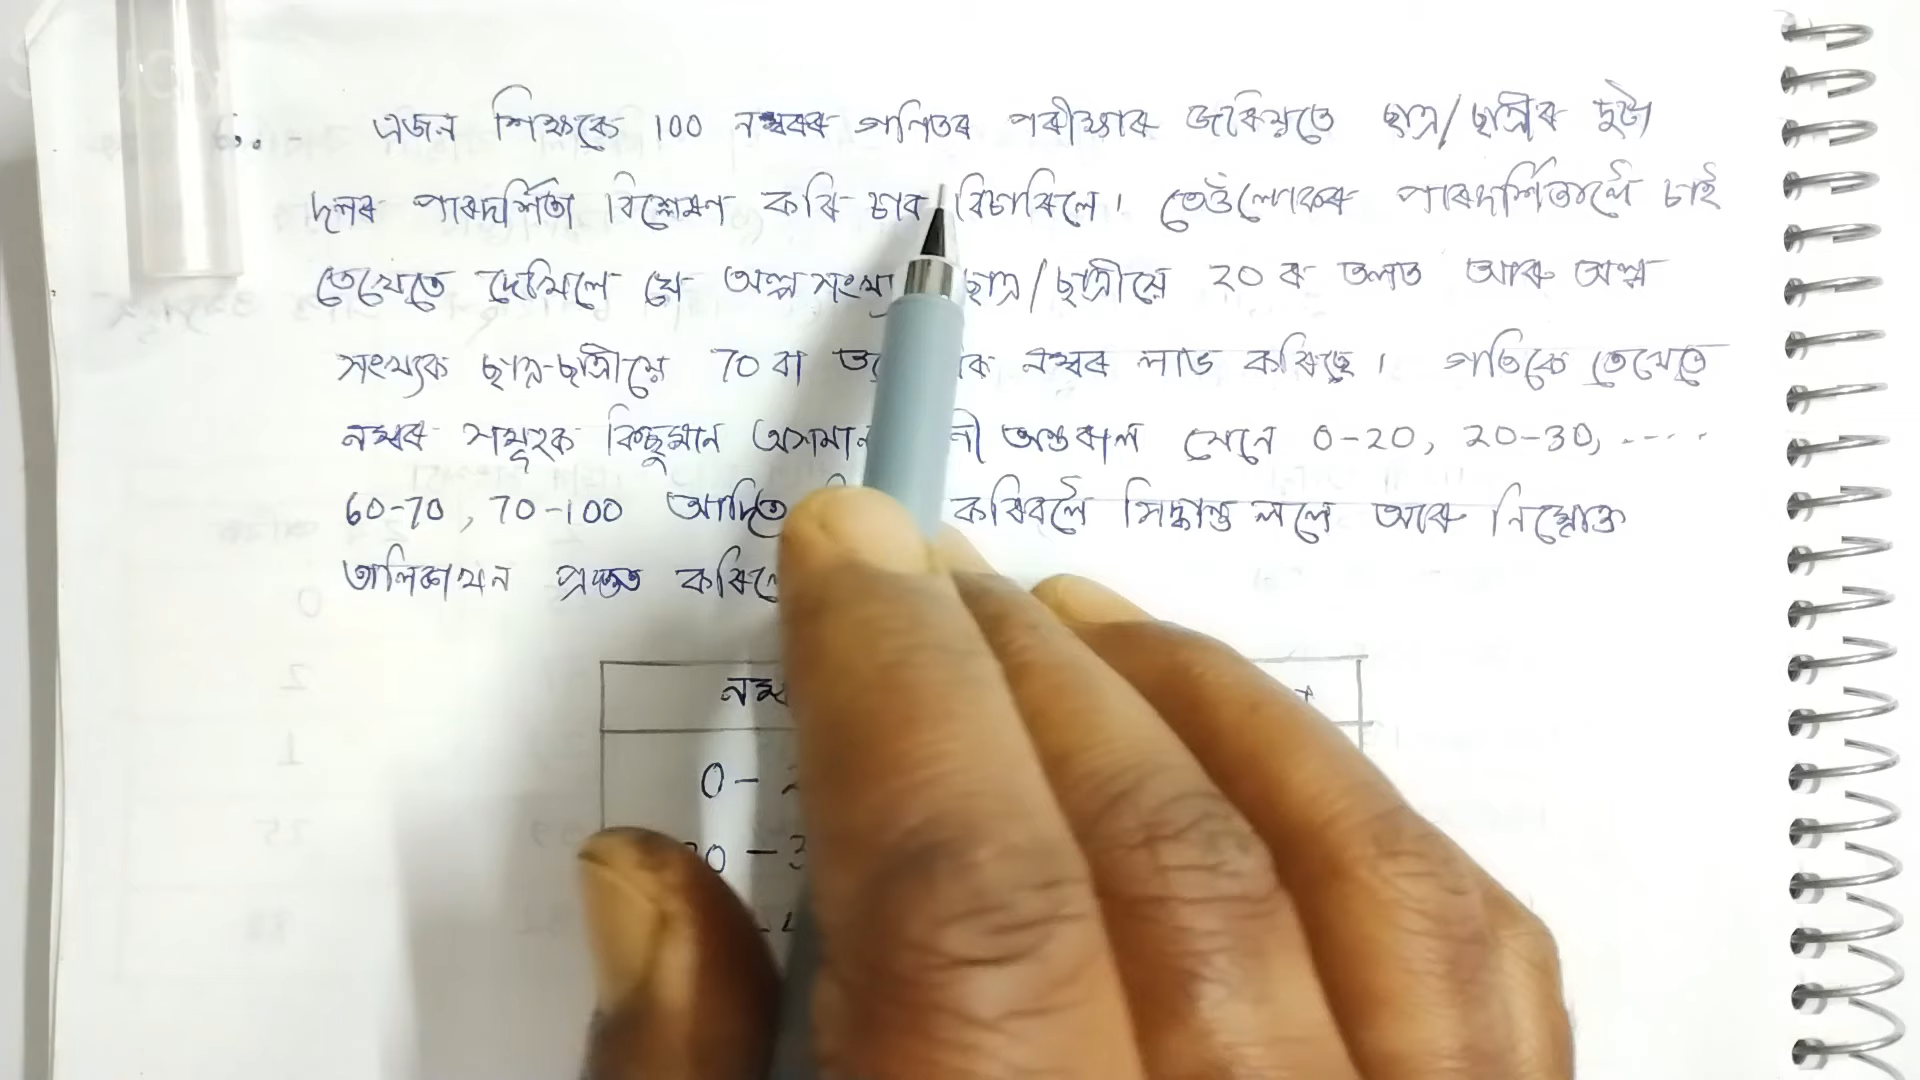 এজন শিক্ষকে 100 নম্বৰৰ গণিতৰ পৰীক্ষাৰ জৰিয়তে ছাত্ৰ/ছাত্ৰীৰ দুটা
দলৰ পাৰদৰ্শিতা বিশ্লেষণ কৰি চাব বিচাৰিলে। তেওঁলোকৰ পাৰদৰ্শিতালৈ চাই
তেখেতে দেখিলে যে অল্প সংখ্যক ছাত্ৰ/ছাত্ৰীয়ে 20 ৰ তলত আৰু অল্প
সংখ্যক ছাত্ৰ-ছাত্ৰীয়ে 70 বা নম্বৰ লাভ কৰিছে। গতিকে তেখেতে
নম্বৰ সমূহক কিছুমান অসমান অন্তৰাল যেনে 0-20, 20-30, ....
60-70, 70-100 আদিত কৰিবলৈ সিদ্ধান্ত ললে আৰু নিম্নোক্ত
তালিকাখন প্ৰস্তুত কৰিলে
0-